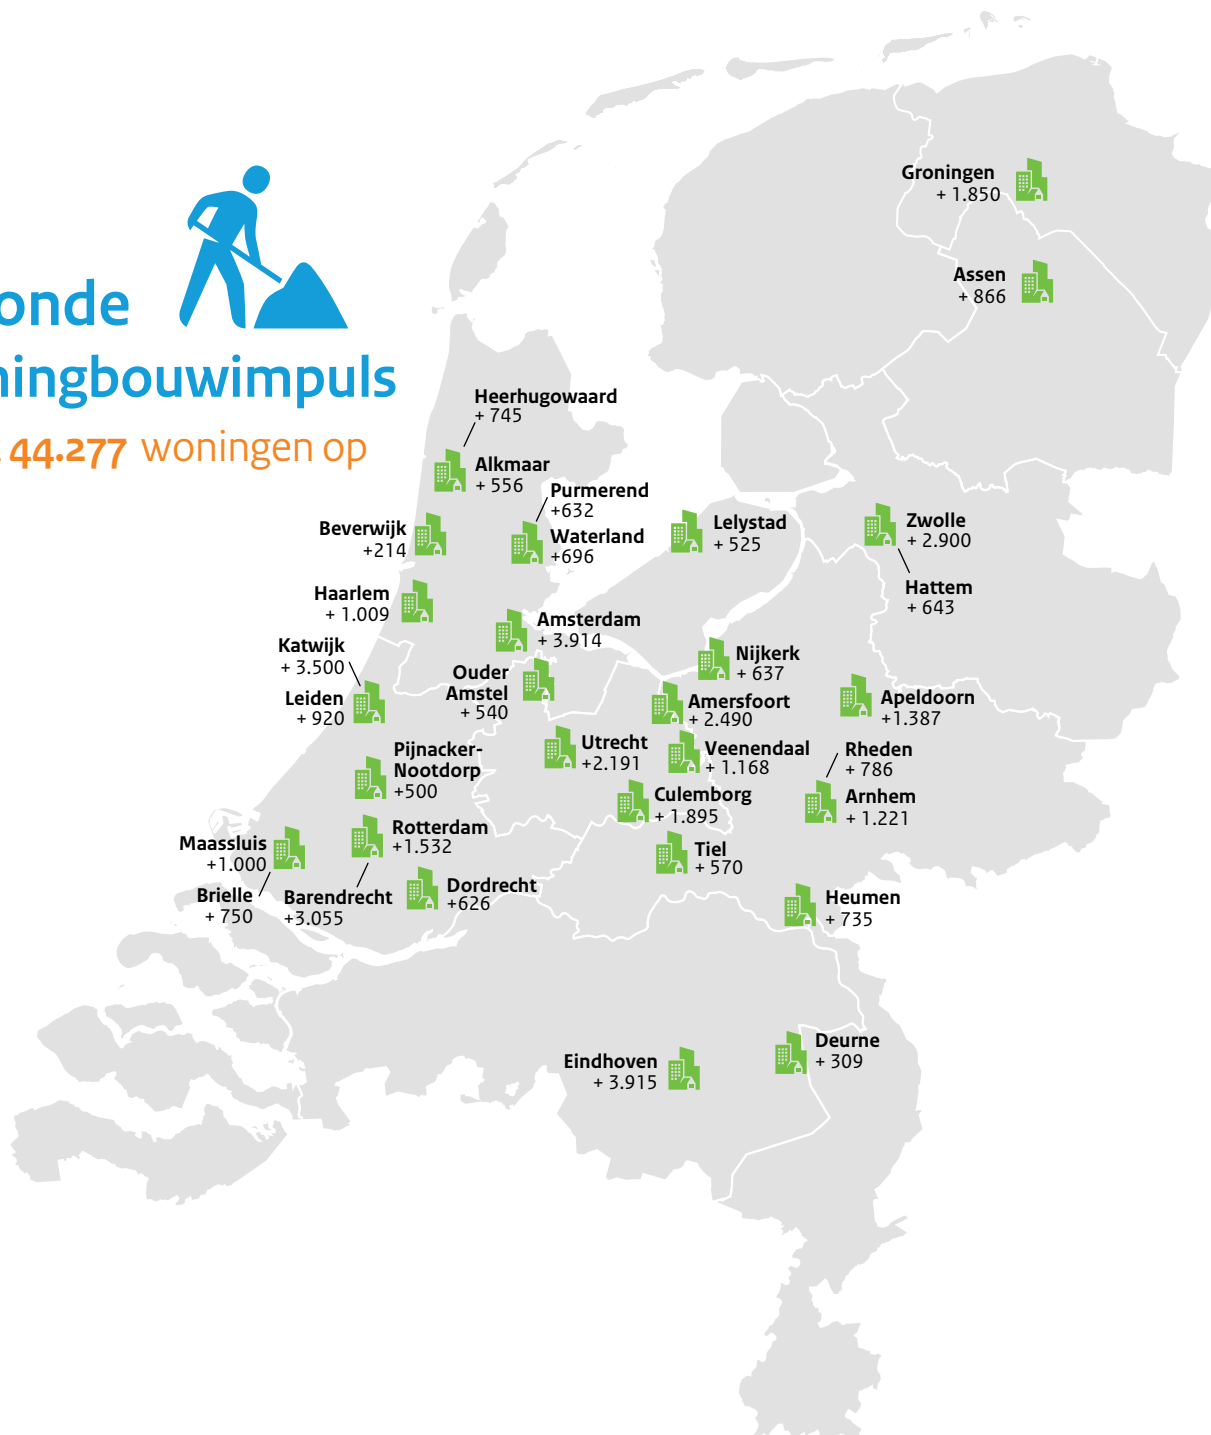 onde
ningbouwimpuls
44.277 woningen op
Groningen
+ 1.850
Assen
+ 866
Heerhugowaard
+ 745
Alkmaar
+ 556
Purmerend
+632
Waterland
+696
Beverwijk
+214
Lelystad
+ 525
Zwolle
+ 2.900
Hattem
+ 643
Haarlem
+ 1.009
Amsterdam
+ 3.914
Katwijk
+ 3.500
Leiden
+ 920
Ouder
Amstel
+ 540
Nijkerk
+ 637
Amersfoort
+ 2.490
Apeldoorn
+1.387
Utrecht
+2.191
Veenendaal
+ 1.168
Rheden
+ 786
Arnhem
+ 1.221
Pijnacker-
Nootdorp
+500
Culemborg
+ 1.895
Rotterdam
+1.532
Maassluis
+1.000
Tiel
+ 570
Brielle
+ 750
Barendrecht
+3.055
Dordrecht
+626
Heumen
+ 735
Eindhoven
+ 3.915
Deurne
+ 309